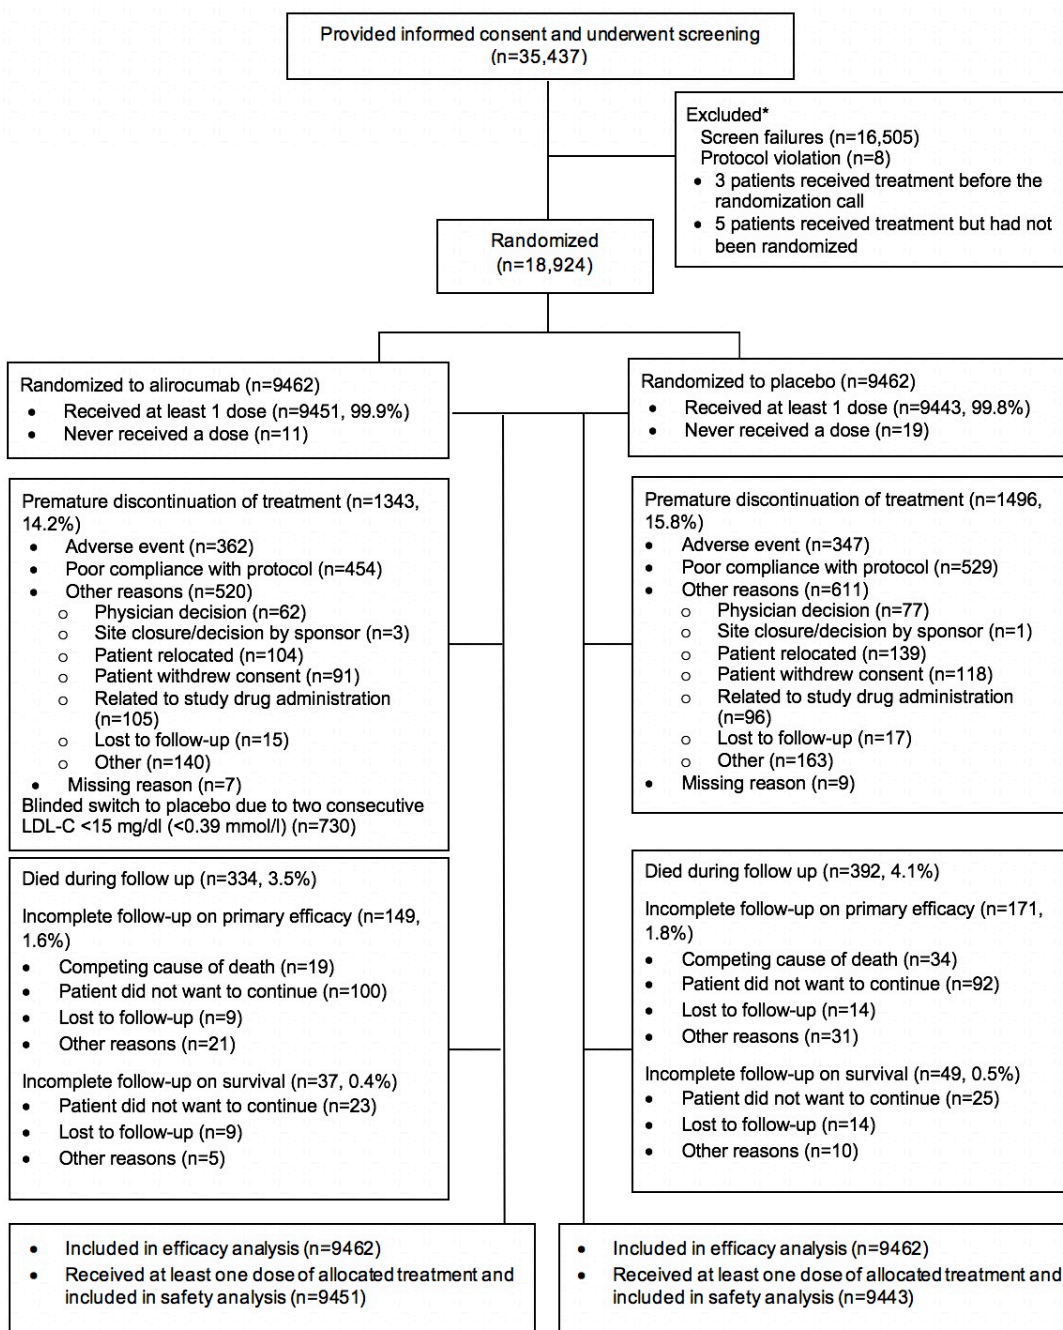 Provided informed consent and underwent screening
(n=35,437)
Excluded*
Screen failures (n=16,505)
Protocol violation (n=8)
• 3 patients received treatment before the
randomization call
• 5 patients received treatment but had not
been randomized
Randomized
(n=18,924)
Randomized to alirocumab (n=9462)
• Received at least 1 dose (n=9451, 99.9%)
• Never received a dose (n=11)
Randomized to placebo (n=9462)
• Received at least 1 dose (n=9443, 99.8%)
• Never received a dose (n=19)
Premature discontinuation of treatment (n=1343,
14.2%)
• Adverse event (n=362)
• Poor compliance with protocol (n=454)
• Other reasons (n=520)
o Physician decision (n=62)
o Site closure/decision by sponsor (n=3)
o Patient relocated (n=104)
o Patient withdrew consent (n=91)
o Related to study drug administration
(n=105)
o Lost to follow-up (n=15)
o Other (n=140)
• Missing reason (n=7)
Blinded switch to placebo due to two consecutive
LDL-C <15 mg/dl (<0.39 mmol/l) (n=730)
Premature discontinuation of treatment (n=1496,
15.8%)
• Adverse event (n=347)
• Poor compliance with protocol (n=529)
• Other reasons (n=611)
o Physician decision (n=77)
o Site closure/decision by sponsor (n=1)
o Patient relocated (n=139)
o Patient withdrew consent (n=118)
o Related to study drug administration
(n=96)
o Lost to follow-up (n=17)
o Other (n=163)
• Missing reason (n=9)
Died during follow up (n=334, 3.5%)
Incomplete follow-up on primary efficacy (n=149,
1.6%)
• Competing cause of death (n=19)
• Patient did not want to continue (n=100)
• Lost to follow-up (n=9)
• Other reasons (n=21)
Incomplete follow-up on survival (n=37, 0.4%)
• Patient did not want to continue (n=23)
• Lost to follow-up (n=9)
• Other reasons (n=5)
Died during follow up (n=392, 4.1%)
Incomplete follow-up on primary efficacy (n=171,
1.8%)
• Competing cause of death (n=34)
• Patient did not want to continue (n=92)
• Lost to follow-up (n=14)
• Other reasons (n=31)
Incomplete follow-up on survival (n=49, 0.5%)
• Patient did not want to continue (n=25)
• Lost to follow-up (n=14)
• Other reasons (n=10)
• Included in efficacy analysis (n=9462)
• Received at least one dose of allocated treatment and
included in safety analysis (n=9451)
• Included in efficacy analysis (n=9462)
• Received at least one dose of allocated treatment and
included in safety analysis (n=9443)